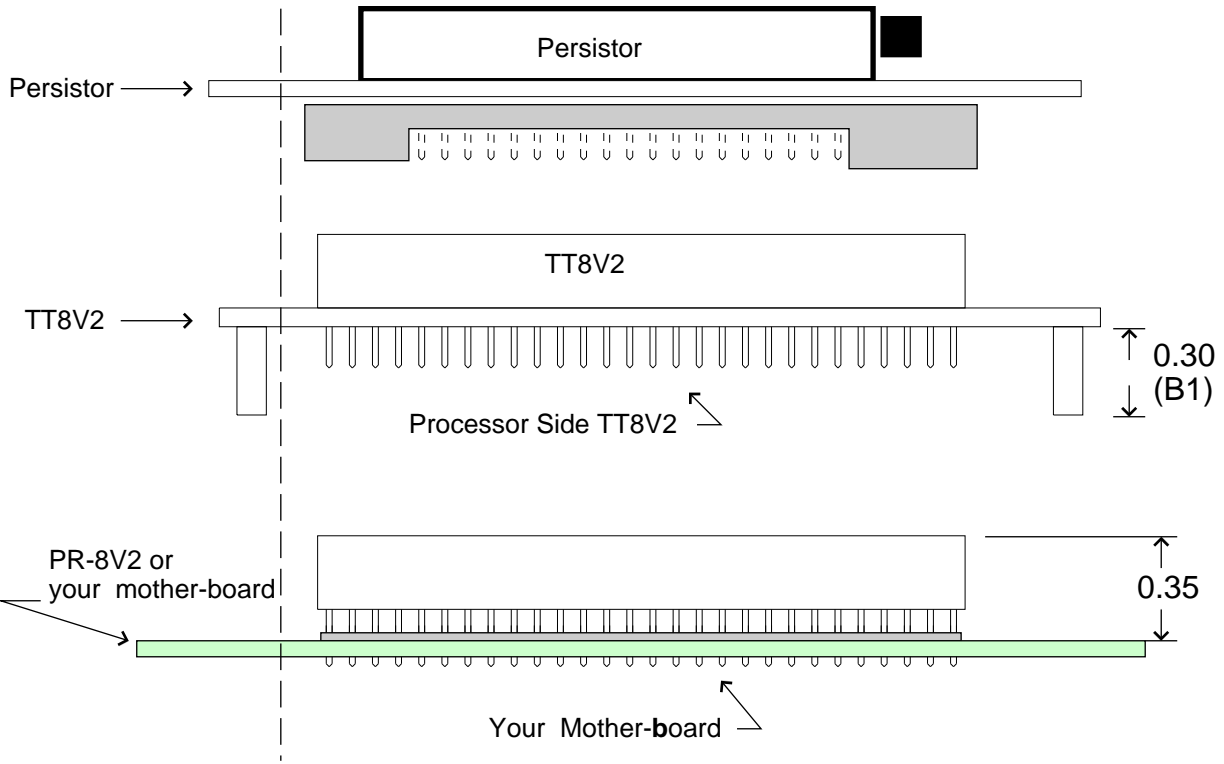 Persistor
Persistor
TT8V2
TT8V2
0.30
(B1)
Processor Side TT8V2
PR-8V2 or
your mother-board
0.35
Your Mother-board